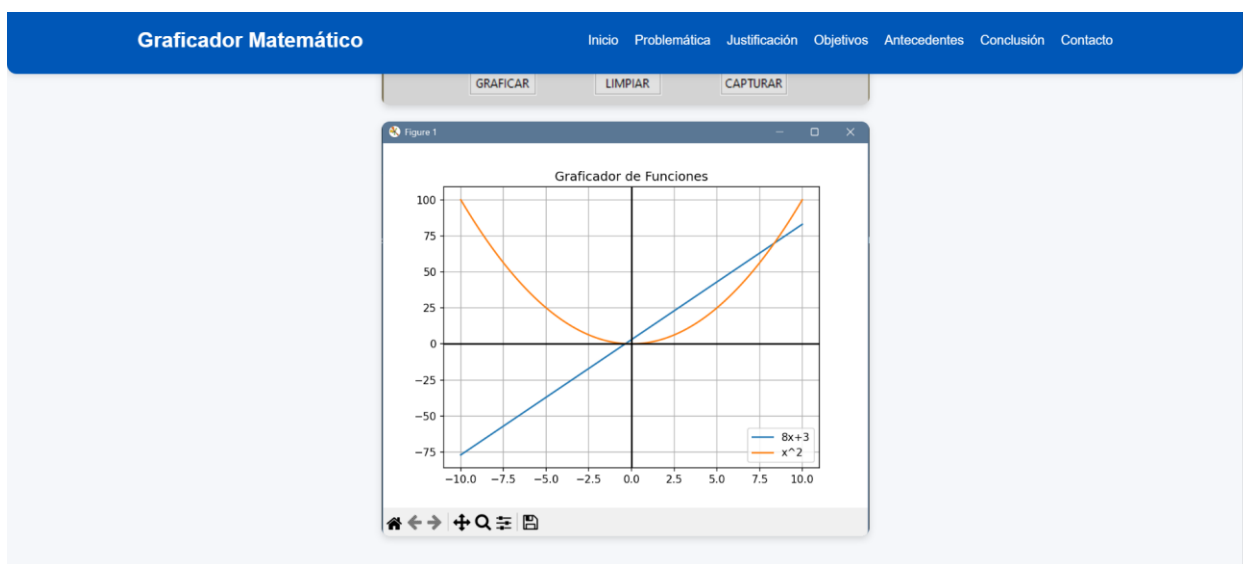 Graficador Matemático
Inicio Problemática Justificación Objetivos Antecedentes Conclusión Contacto
GRAFICAR LIMPIAR CAPTURAR
Figure 1
Graficador de Funciones
100
75
50
25
0
−25
−50
−75
8x+3
x^2
−10.0 −7.5 −5.0 −2.5 0.0 2.5 5.0 7.5 10.0